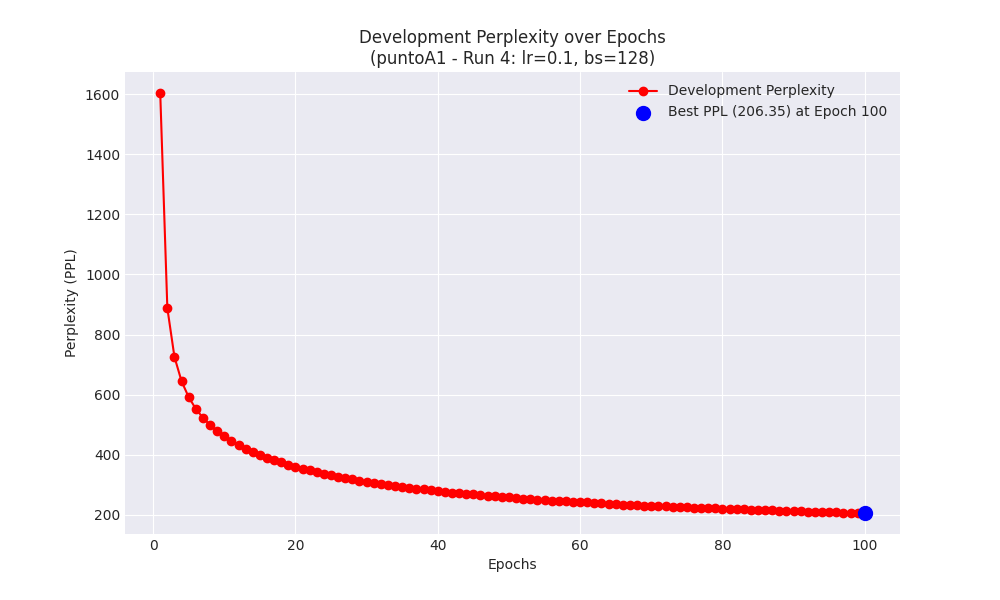 Development Perplexity over Epochs
(puntoA1 - Run 4: lr=0.1, bs=128)
Development Perplexity
Best PPL (206.35) at Epoch 100
Perplexity (PPL)
1600
1400
1200
1000
800
600
400
200
0
20
40
60
80
100
Epochs